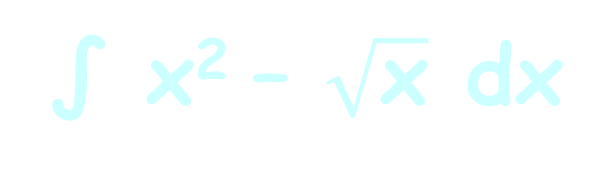 ∫ x² − √x dx